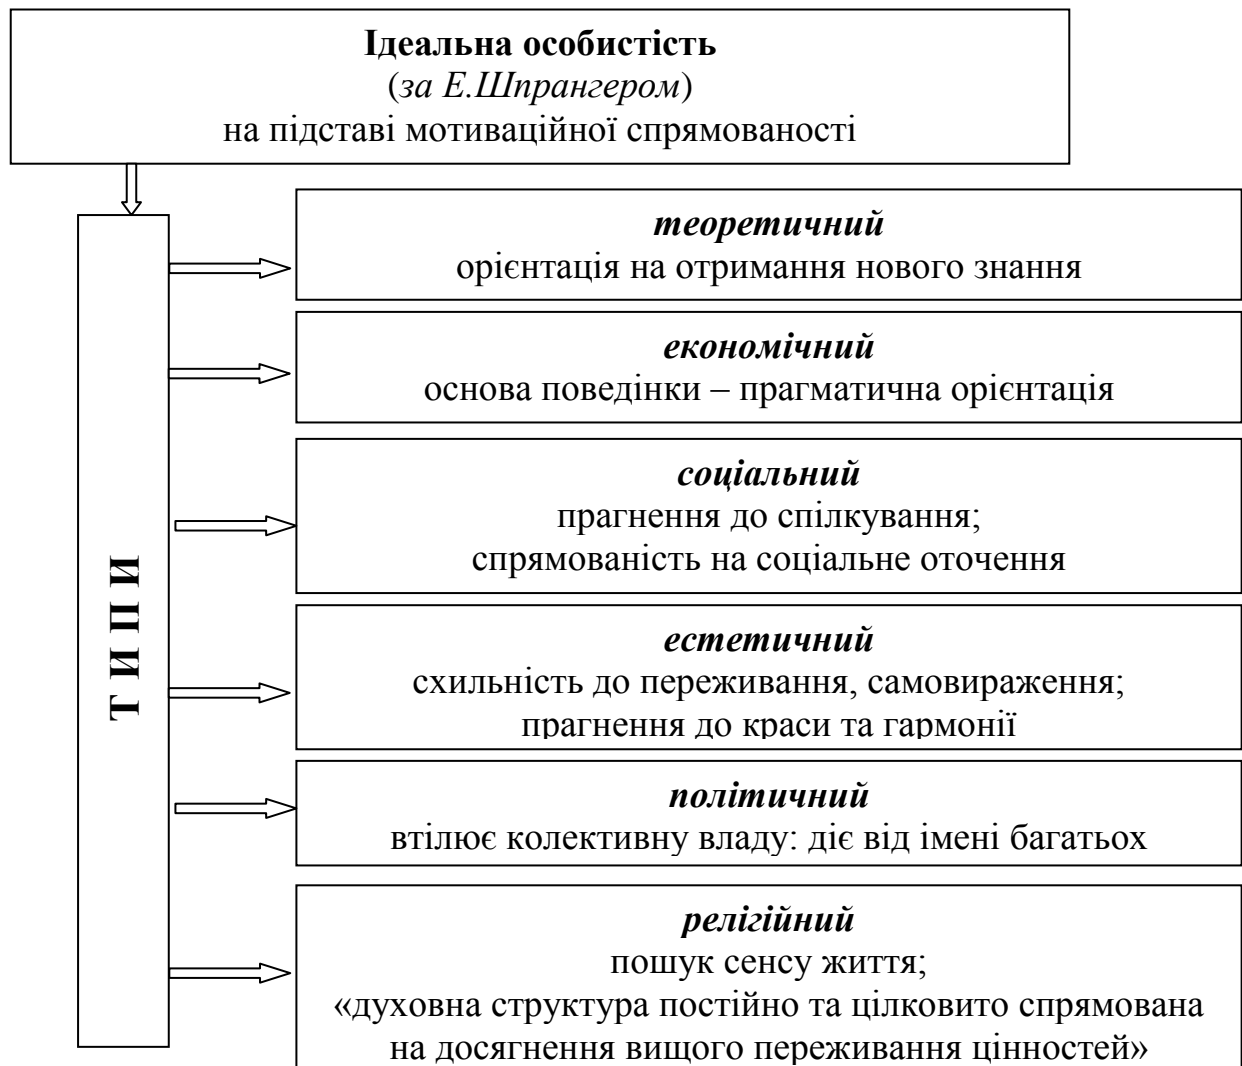 Ідеальна особистість
(за Е.Шпрангером)
на підставі мотиваційної спрямованості
ТИПИ
теоретичний
орієнтація на отримання нового знання
економічний
основа поведінки – прагматична орієнтація
соціальний
прагнення до спілкування;
спрямованість на соціальне оточення
естетичний
схильність до переживання, самовираження;
прагнення до краси та гармонії
політичний
втілює колективну владу: діє від імені багатьох
релігійний
пошук сенсу життя;
«духовна структура постійно та цілковито спрямована
на досягнення вищого переживання цінностей»